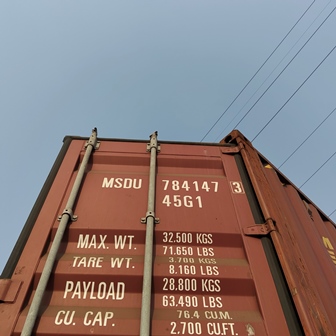 MSDU 784147 3
45G1
MAX. WT. 32.500 KGS
71.650 LBS
TARE WT. 3.700 KGS
8.160 LBS
PAYLOAD 28.800 KGS
63.490 LBS
CU. CAP. 76.4 CU.M.
2.700 CU.FT.